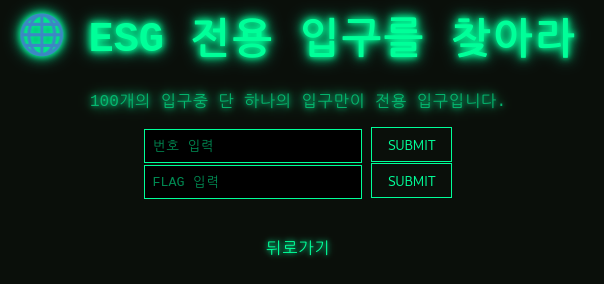 ESG 전용 입구를 찾아라
100개의 입구중 단 하나의 입구만이 전용 입구입니다.
번호 입력 SUBMIT
FLAG 입력 SUBMIT
뒤로가기